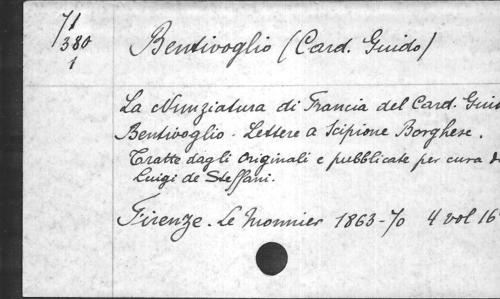 71
380
1
Bentivoglio (Card. Guido)
La Nunziatura di Francia del Card. Guid
Bentivoglio - Lettere a Scipione Borghese.
Tratte dagli originali e pubblicate per cura d
Luigi de Steffani.
Firenze. Le Monnier 1863-70 4 vol 16